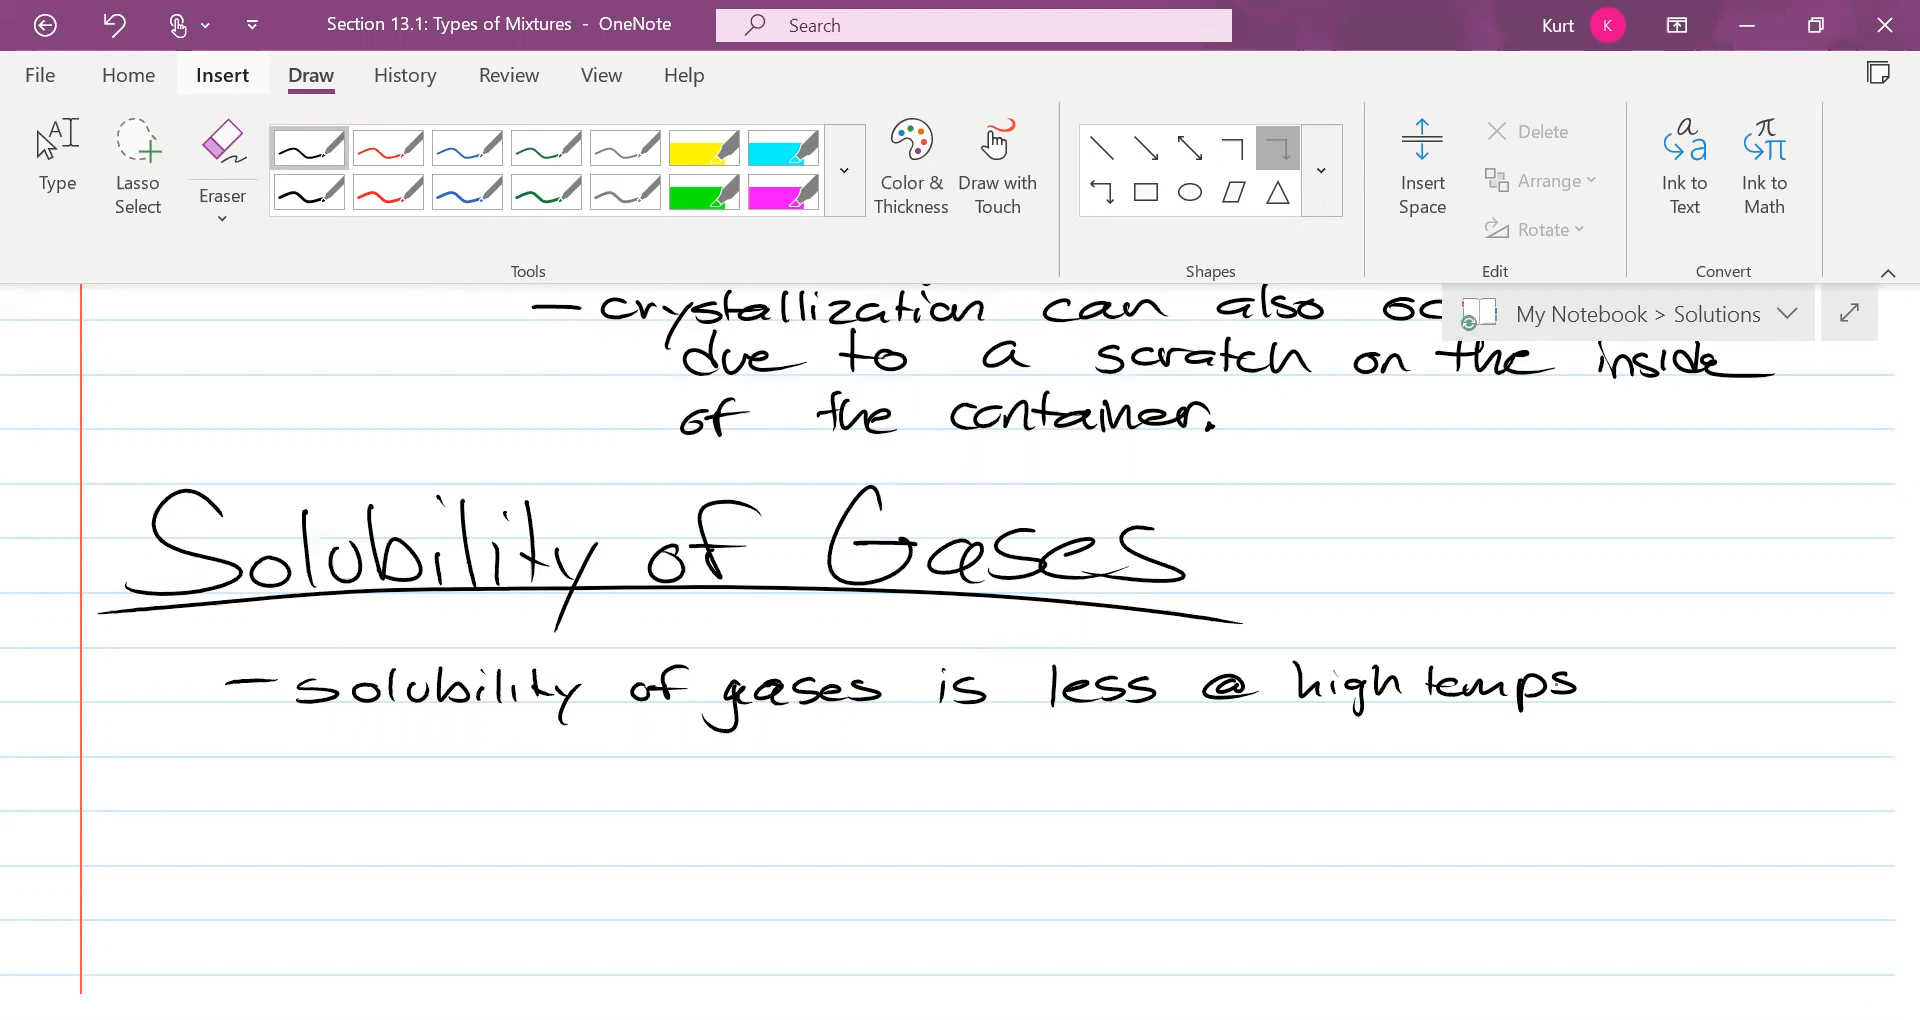 Section 13.1: Types of Mixtures - OneNote
Search
Kurt
K
File Home Insert Draw History Review View Help
Type
Lasso Select
Eraser
Color & Thickness
Draw with Touch
Insert Space
Delete
Arrange
Rotate
Ink to Text
Ink to Math
Tools
Shapes
Edit
Convert
My Notebook > Solutions
– crystallization can also
due to a scratch on the inside
of the container.
Solubility of Gases
– solubility of gases is less @ high temps